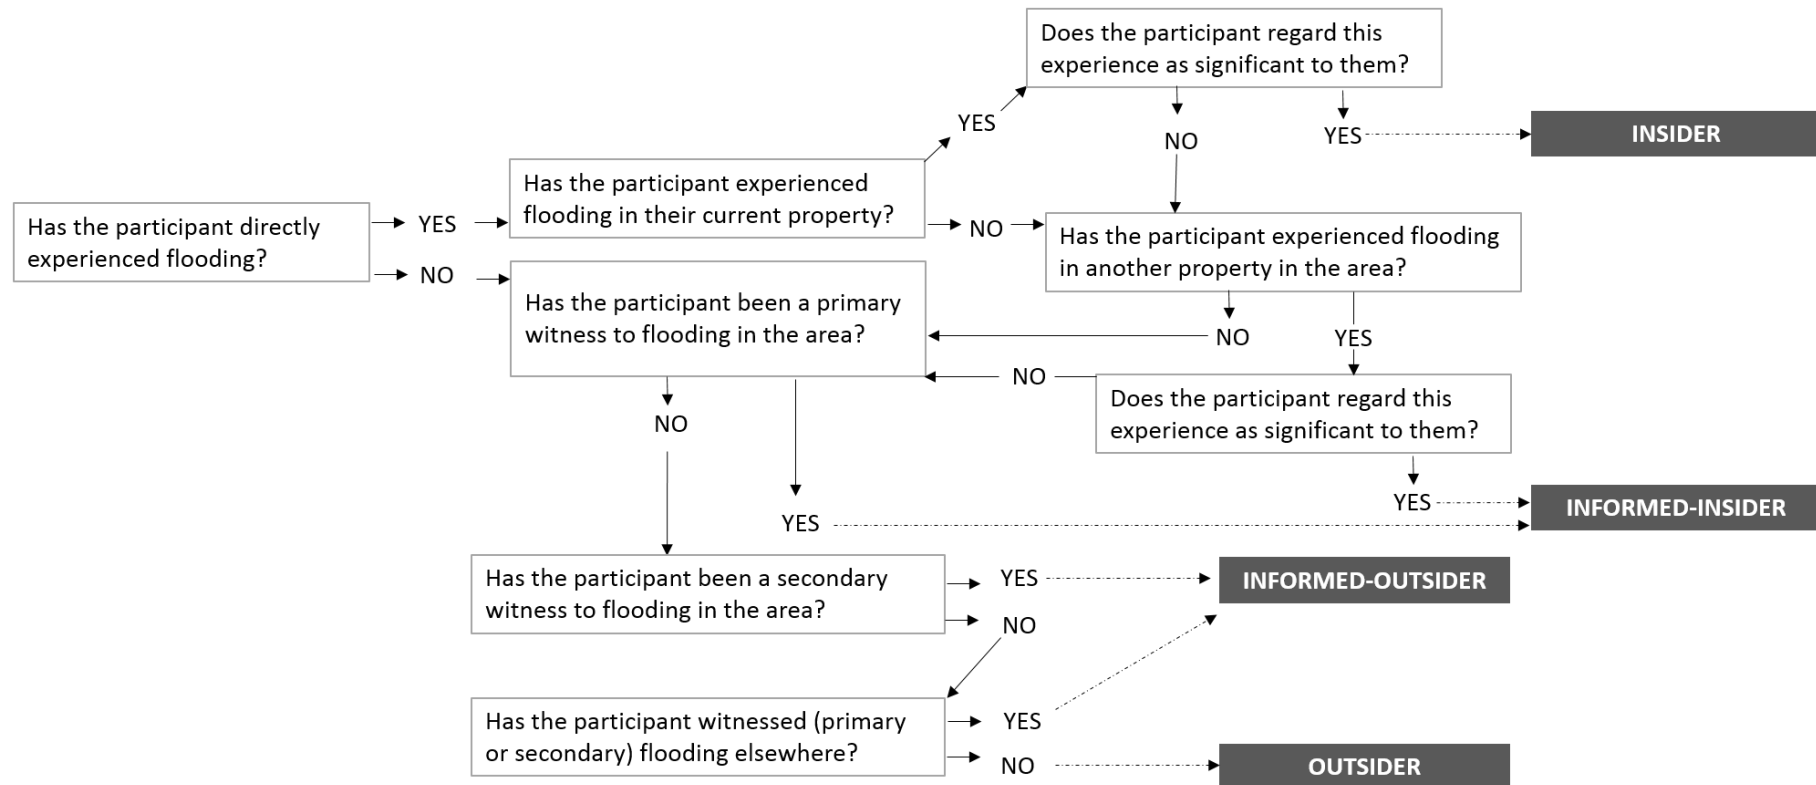 Does the participant regard this
experience as significant to them?
YES
NO
YES
INSIDER
Has the participant experienced
flooding in their current property?
Has the participant directly
experienced flooding?
YES
NO
NO
Has the participant experienced flooding
in another property in the area?
Has the participant been a primary
witness to flooding in the area?
NO
YES
NO
Does the participant regard this
experience as significant to them?
NO
YES
YES
INFORMED-INSIDER
Has the participant been a secondary
witness to flooding in the area?
YES
INFORMED-OUTSIDER
NO
Has the participant witnessed (primary
or secondary) flooding elsewhere?
YES
NO
OUTSIDER